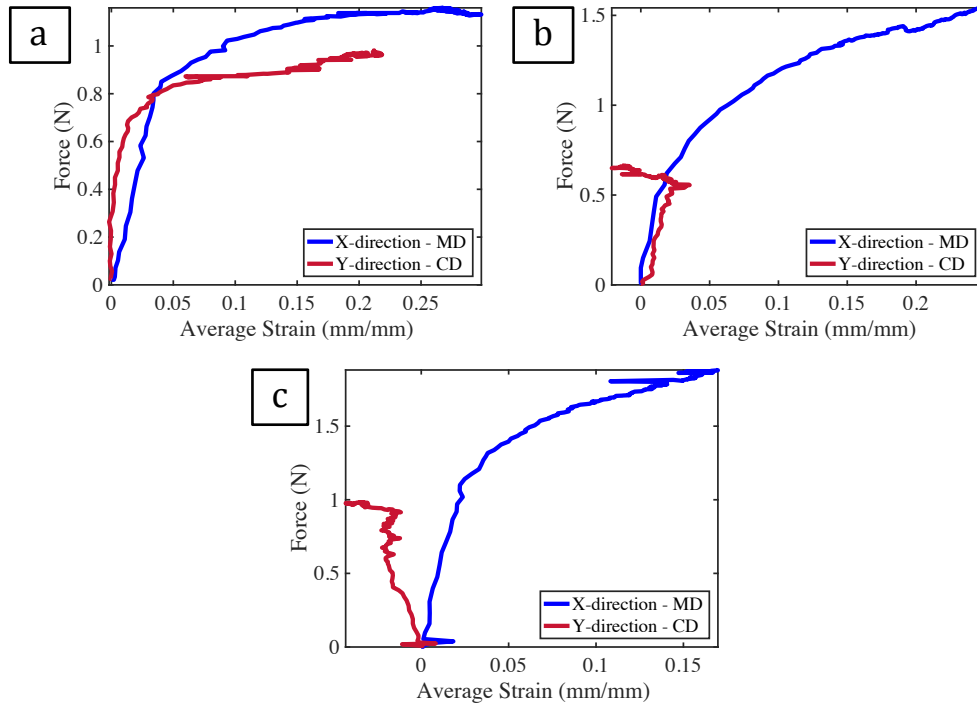 a
1
0.8
0.6
0.4
0.2
0
Force (N)
0 0.05 0.1 0.15 0.2 0.25
Average Strain (mm/mm)
X-direction - MD
Y-direction - CD
b
1.5
1
0.5
0
Force (N)
0 0.05 0.1 0.15 0.2
Average Strain (mm/mm)
X-direction - MD
Y-direction - CD
c
1.5
1
0.5
0
Force (N)
0 0.05 0.1 0.15
Average Strain (mm/mm)
X-direction - MD
Y-direction - CD